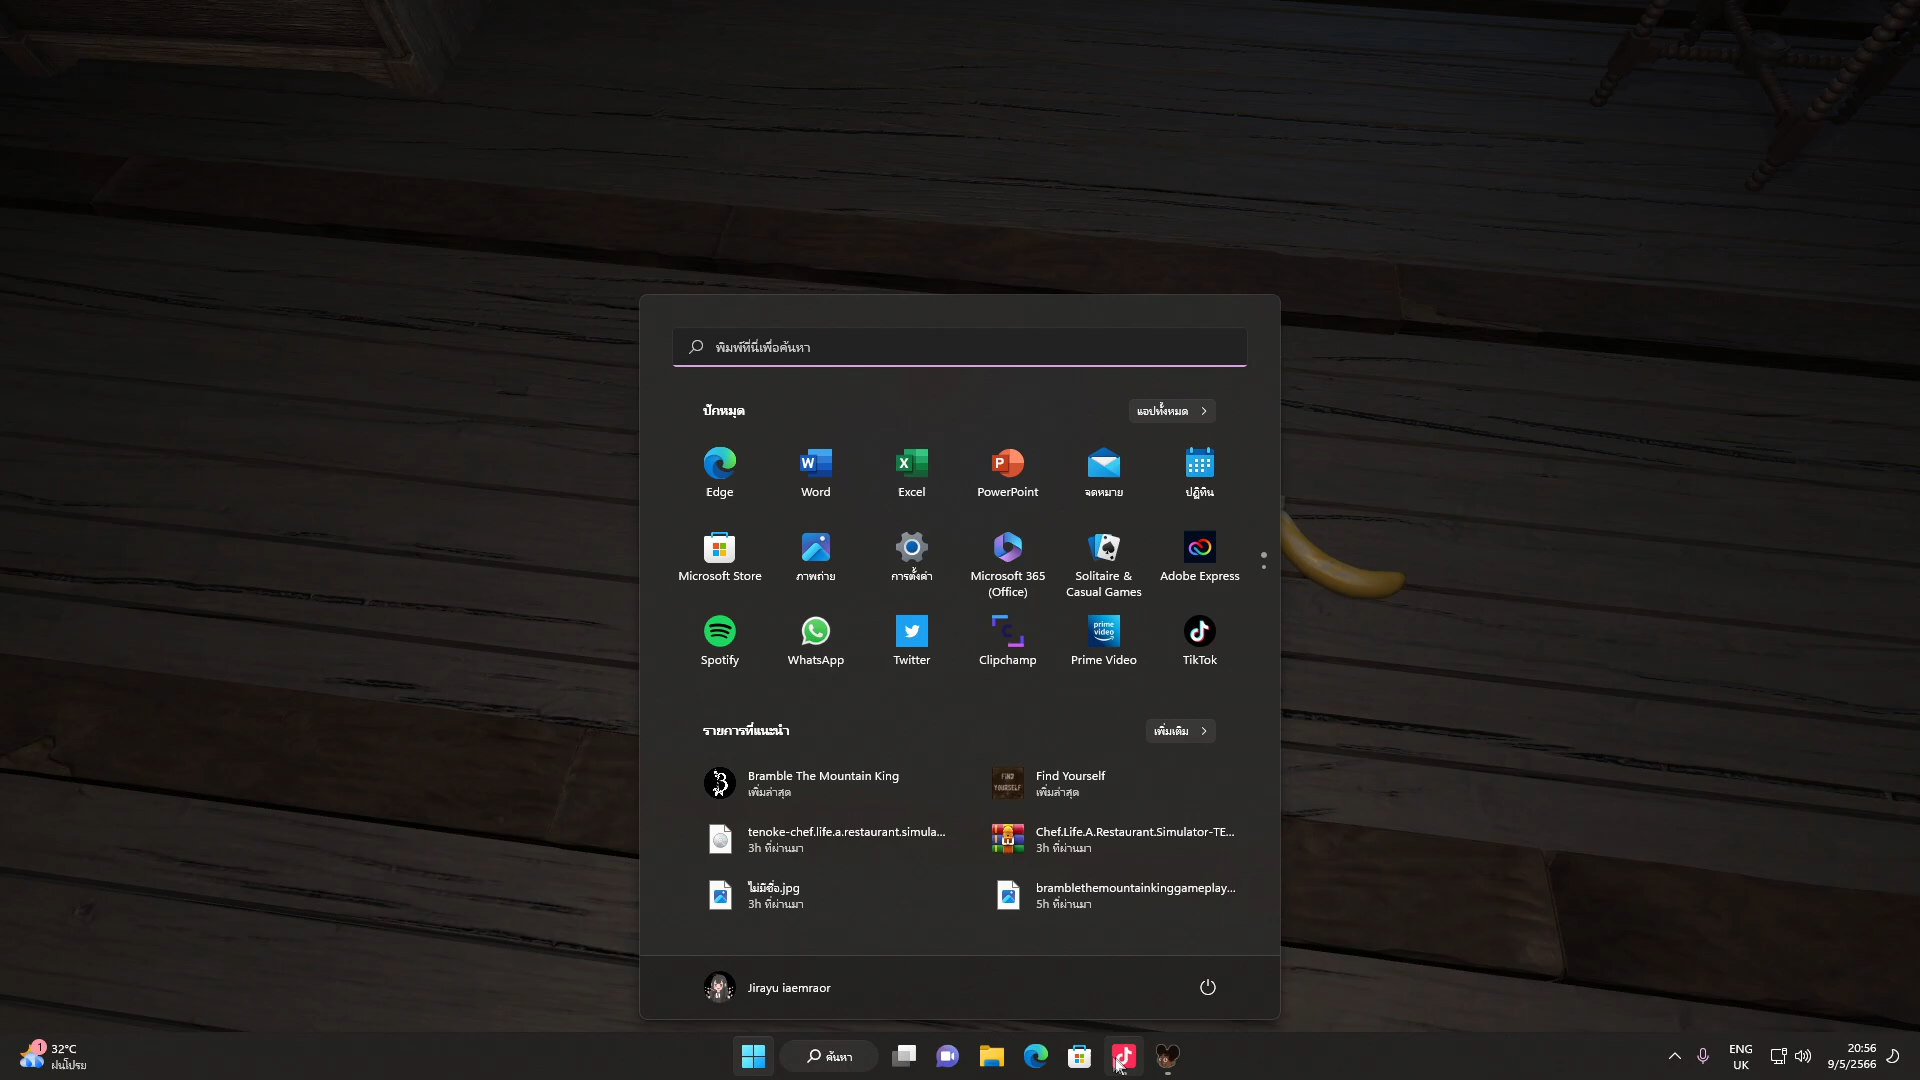 พิมพ์ที่นี่เพื่อค้นหา
ปักหมุด
แอปทั้งหมด
Edge
Word
Excel
PowerPoint
จดหมาย
ปฏิทิน
Microsoft Store
ภาพถ่าย
การตั้งค่า
Microsoft 365
(Office)
Solitaire &
Casual Games
Adobe Express
prime
video
Spotify
WhatsApp
Twitter
Clipchamp
Prime Video
TikTok
รายการที่แนะนำ
เพิ่มเติม
Bramble The Mountain King
เพิ่มล่าสุด
FIND
YOURSELF
Find Yourself
เพิ่มล่าสุด
tenoke-chef.life.a.restaurant.simula...
3h ที่ผ่านมา
Chef.Life.A.Restaurant.Simulator-TE...
3h ที่ผ่านมา
ไม่มีชื่อ.jpg
3h ที่ผ่านมา
bramblethemountainkinggameplay...
5h ที่ผ่านมา
Jirayu iaemraor
1
32°C
ฝนโปรย
ค้นหา
ENG
UK
20:56
9/5/2566